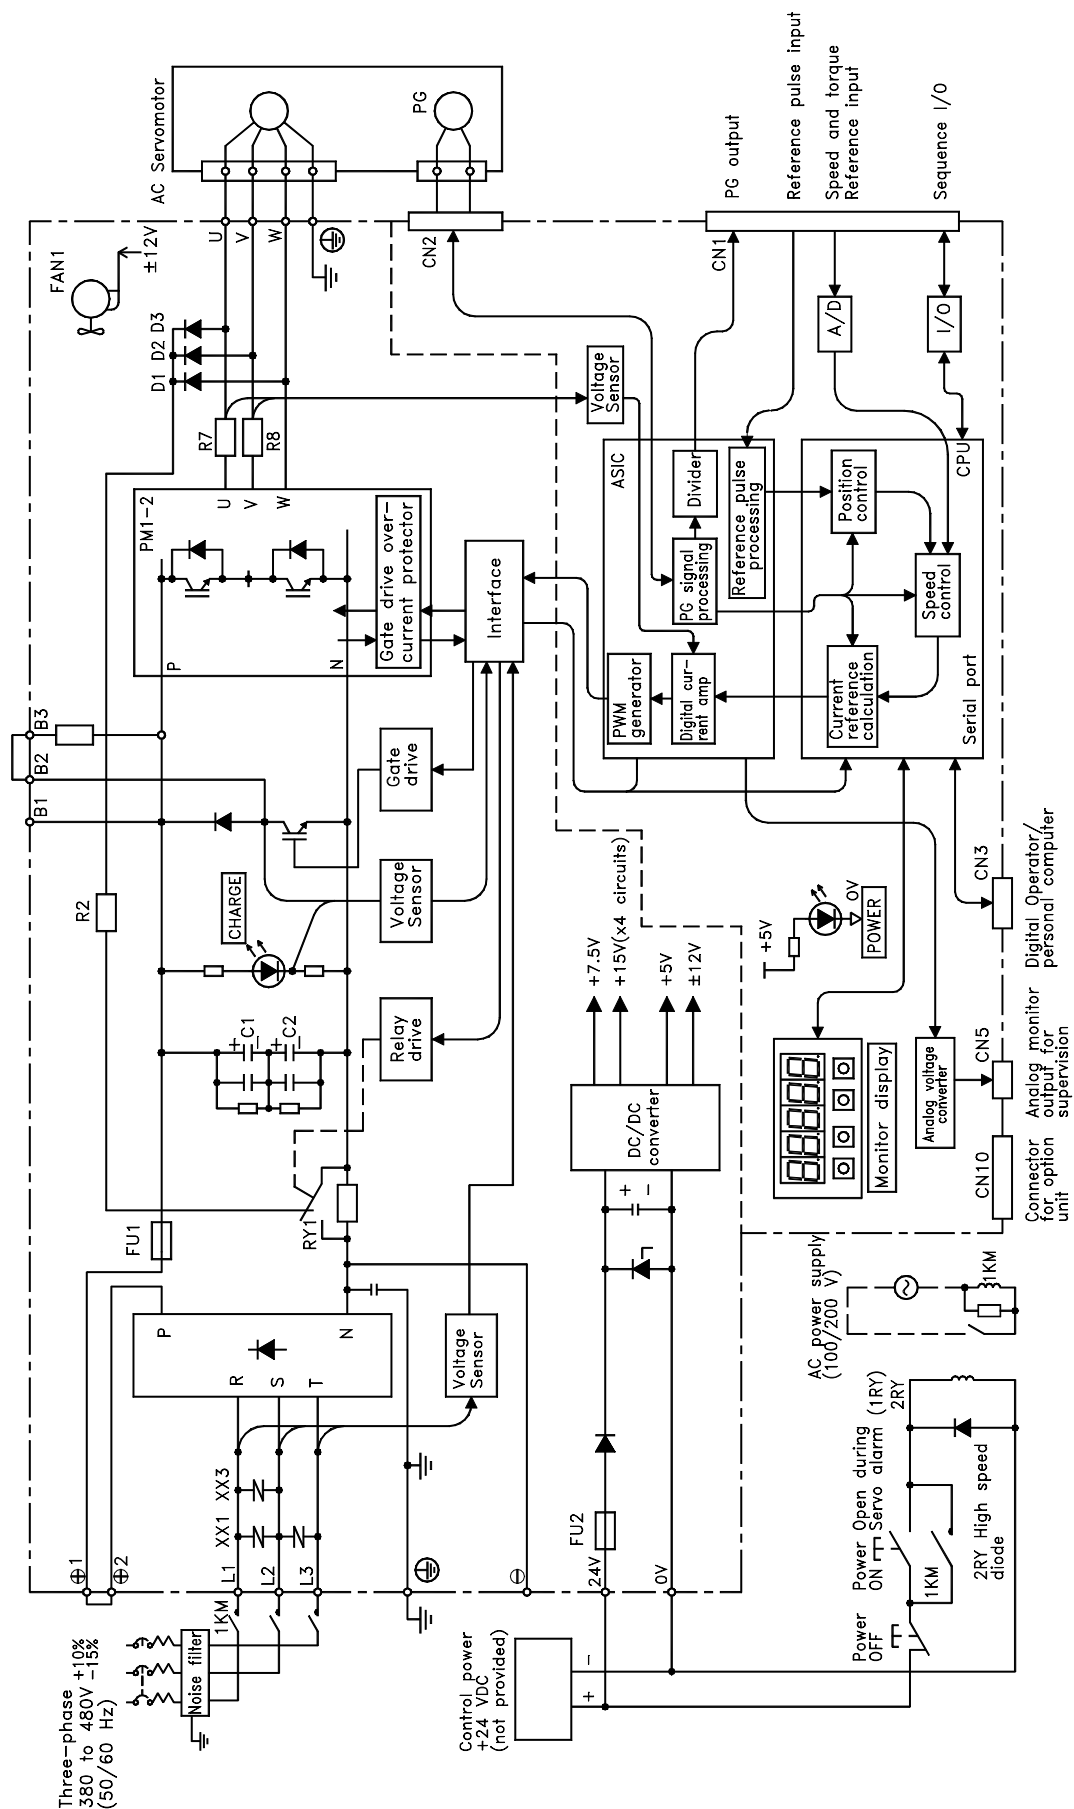 Three-phase
380 to 480V +10%
-15%
(50/60 Hz)
Noise filter
1KM
L1
L2
L3
1
2
XX1
XX3
R
S
T
P
N
Voltage
Sensor
FU1
RY1
+
C1
−
+
C2
−
Relay
drive
CHARGE
Voltage
Sensor
Gate
drive
R2
B1
B2
B3
PM1-2
P
N
U
V
W
Gate drive over-
current protector
Interface
R7
R8
D1
D2
D3
FAN1
±12V
U
V
W
AC Servomotor
PG
CN2
Voltage
Sensor
ASIC
PWM
generator
Digital cur-
rent amp
PG signal
processing
Divider
Reference pulse
processing
CPU
Position
control
Speed
control
Current
reference
calculation
Serial port
A/D
I/O
CN1
PG output
Reference pulse input
Speed and torque
Reference input
Sequence I/O
Control power
+24 VDC
(not provided)
+
−
24V
0V
FU2
+
−
DC/DC
converter
+7.5V
+15V(x4 circuits)
+5V
±12V
+5V
0V
POWER
Monitor display
Analog voltage
converter
CN10
CN5
CN3
Connector
for option
unit
Analog monitor
output for
supervision
Digital Operator/
personal computer
Power
OFF
Power
ON
Open during
Servo alarm (1RY)
2RY
1KM
2RY High speed
diode
AC power supply
(100/200 V)
1KM